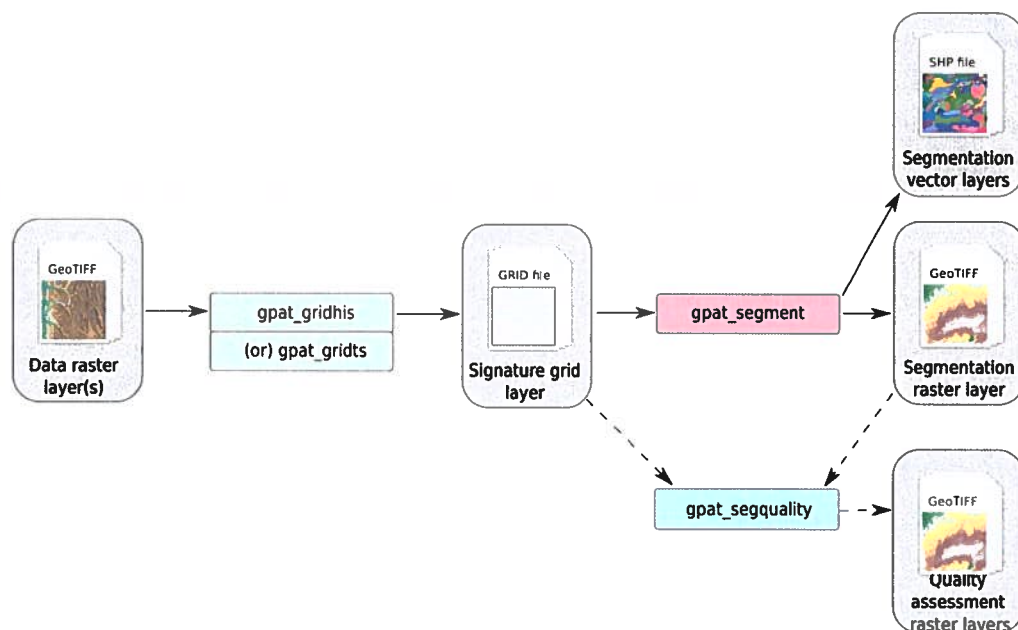 SHP file
Segmentation
vector layers
GeoTIFF
Data raster
layer(s)
gpat_gridhis
(or) gpat_gridts
GRID file
Signature grid
layer
gpat_segment
GeoTIFF
Segmentation
raster layer
gpat_segquality
GeoTIFF
Quality
assessment
raster layers